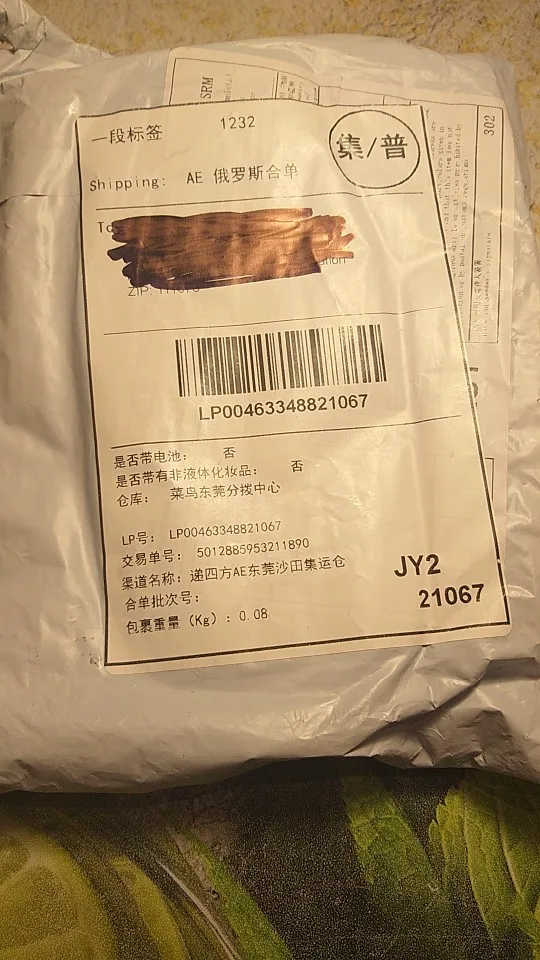 SRM
302
一段标签
1232
集/普
Shipping: AE 俄罗斯合单
ZIP:
LP00463348821067
是否带电池: 否
是否带有非液体化妆品: 否
仓库: 菜鸟东莞分拨中心
LP号: LP00463348821067
交易单号: 5012885953211890
渠道名称: 递四方AE东莞沙田集运仓
合单批次号:
包裹重量 (Kg) : 0.08
JY2
21067